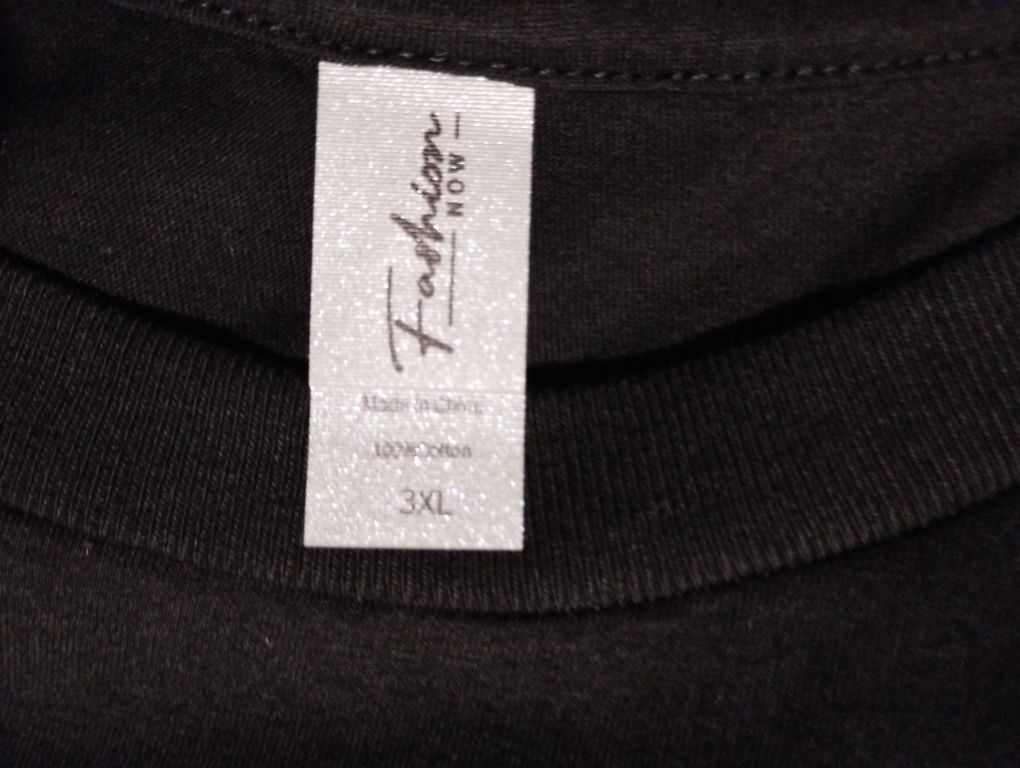 Fashion
NOW
Made in China
100%Cotton
3XL